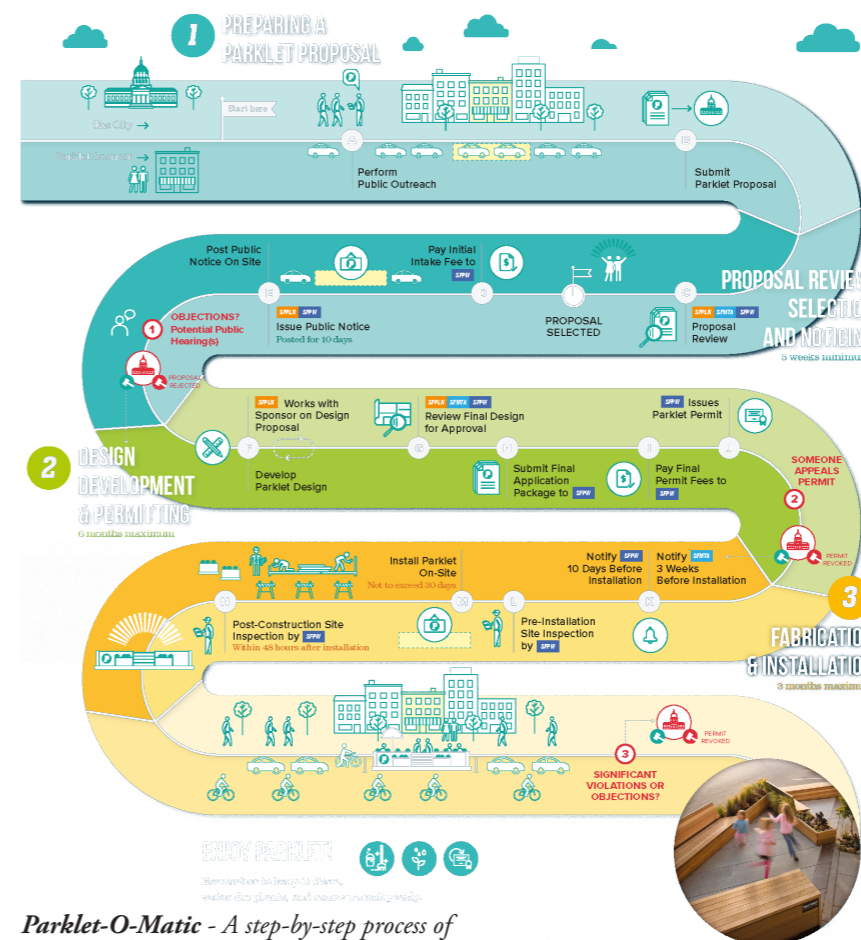 1
PREPARING A
PARKLET PROPOSAL
The City →
Start here
A
Perform
Public Outreach
B
Submit
Parklet Proposal
Post Public
Notice On Site
Pay Initial
Intake Fee to
SFPW
E
SFPLN SFPW
Issue Public Notice
Posted for 10 days
PROPOSAL
SELECTED
C
SFPLN SFMTA SFPW
Proposal
Review
PROPOSAL REVIEW
AND
5 weeks
1
OBJECTIONS?
Potential Public
Hearing(s)
PROPOSAL
REJECTED
2
DESIGN
DEVELOPMENT
& PERMITTING
6 months maximum
SFPLN Works with
Sponsor on Design
Proposal
F
Develop
Parklet Design
SFPLN SFMTA SFPW
Review Final Design
for Approval
G
H
Submit Final
Application
Package to SFPW
I
Pay Final
Permit Fees to
SFPW
SFPW Issues
Parklet Permit
J
SOMEONE
APPEALS
PERMIT
2
PERMIT
REVOKED
3
& INSTALLATIO
3 months
Notify SFMTA
3 Weeks
Before Installation
K
Notify SFPW
10 Days Before
Installation
L
Pre-Installation
Site Inspection
by SFPW
Install Parklet
On-Site
Not to exceed 30 days
M
N
Post-Construction Site
Inspection by SFPW
Within 48 hours after installation
PERMIT
REVOKED
3
SIGNIFICANT
VIOLATIONS OR
OBJECTIONS?
ENJOY PARKLET!
Parklet-O-Matic - A step-by-step process of